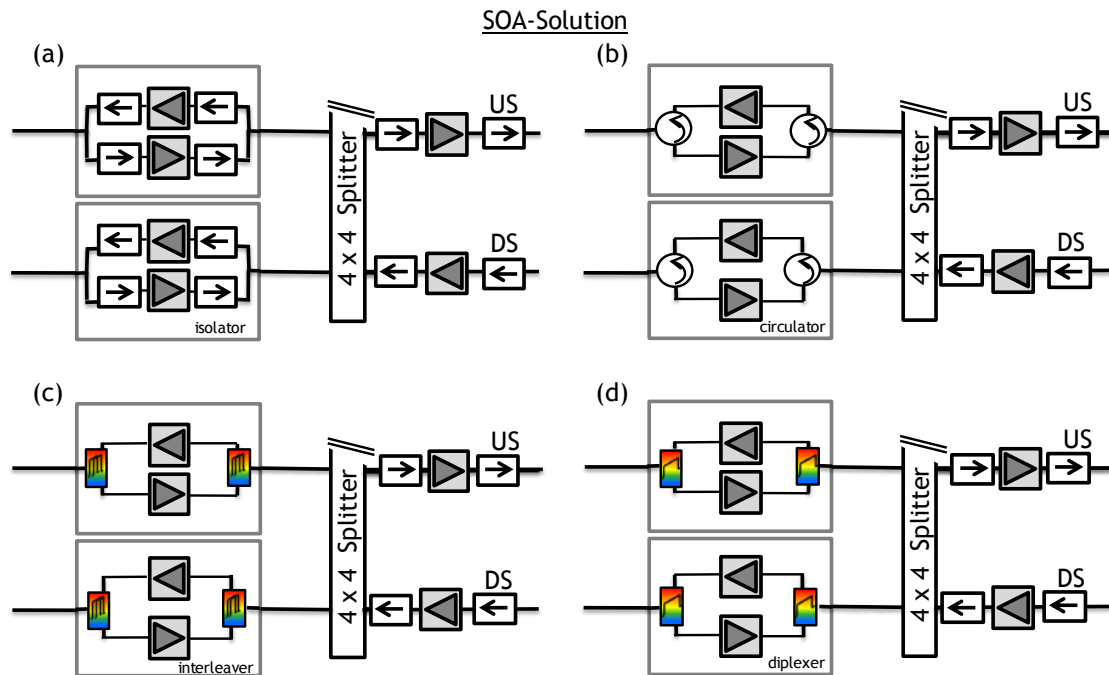 SOA-Solution
(a)
US
4 x 4 Splitter
DS
isolator
(b)
US
4 x 4 Splitter
DS
circulator
(c)
US
4 x 4 Splitter
DS
interleaver
(d)
US
4 x 4 Splitter
DS
diplexer